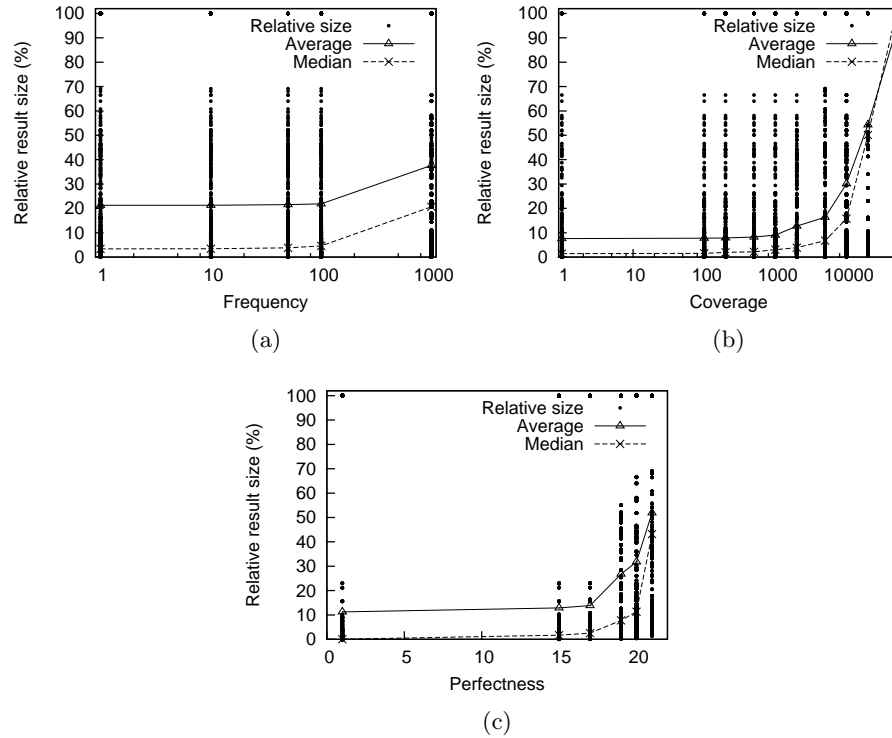 100
90
80
70
60
50
40
30
20
10
0
Relative result size (%)
Relative size
Average
Median
1 10 100 1000
Frequency
(a)
100
90
80
70
60
50
40
30
20
10
0
Relative result size (%)
Relative size
Average
Median
1 100 1000 10000
Coverage
(b)
100
90
80
70
60
50
40
30
20
10
0
Relative result size (%)
Relative size
Average
Median
0 5 10 15 20
Perfectness
(c)